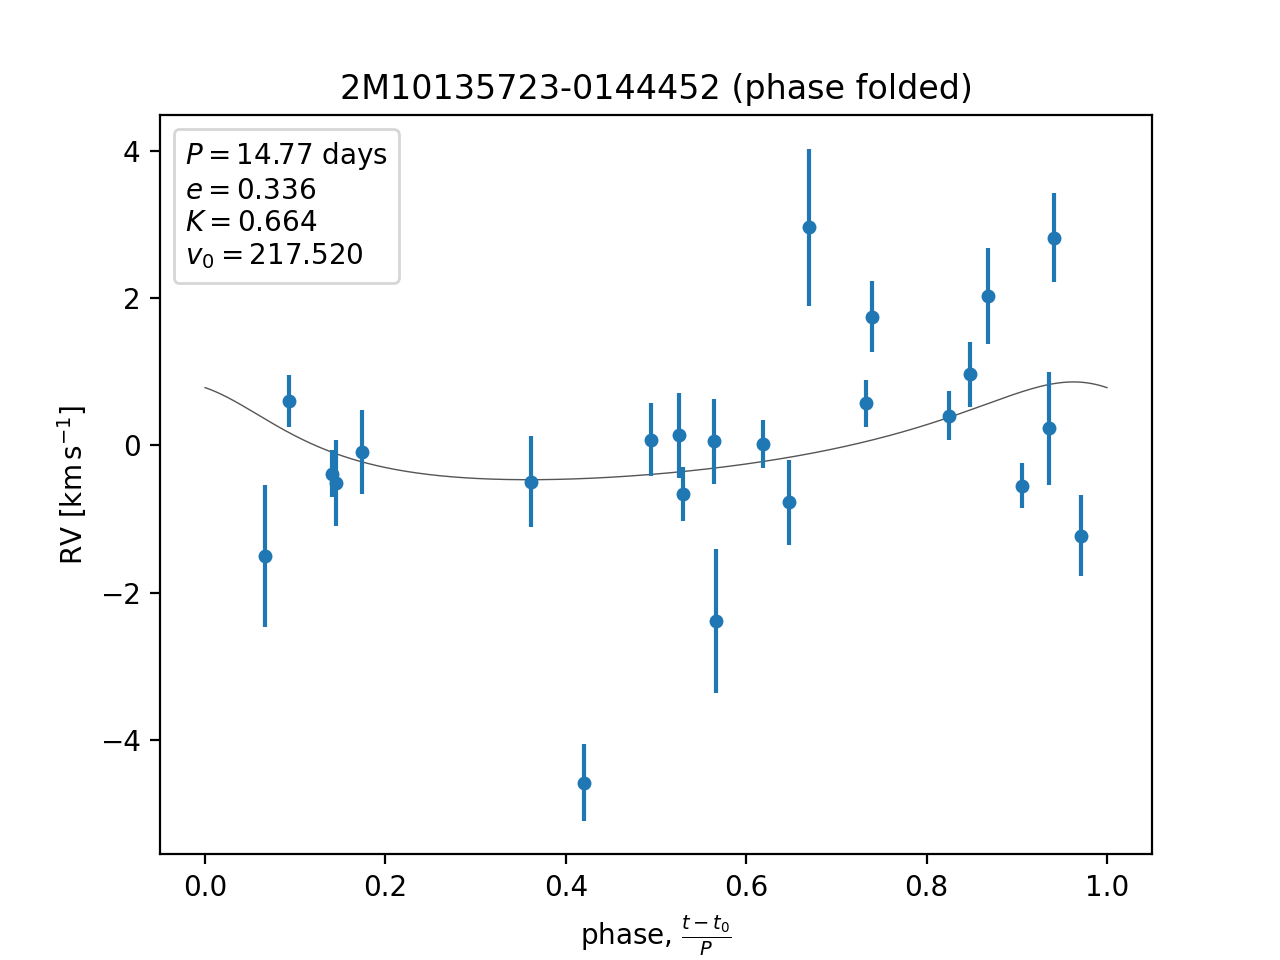 2M10135723-0144452 (phase folded)
P = 14.77 days
e = 0.336
K = 0.664
v₀ = 217.520
4
2
0
−2
−4
RV [km s⁻¹]
0.0 0.2 0.4 0.6 0.8 1.0
phase, (t − t₀)/P